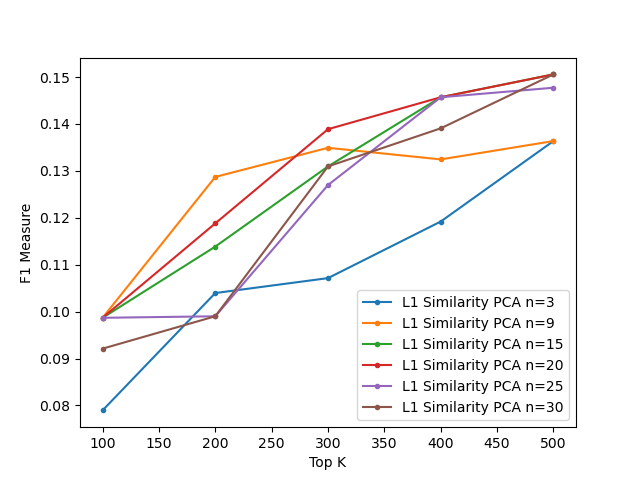 0.15
0.14
0.13
0.12
0.11
0.10
0.09
0.08
F1 Measure
L1 Similarity PCA n=3
L1 Similarity PCA n=9
L1 Similarity PCA n=15
L1 Similarity PCA n=20
L1 Similarity PCA n=25
L1 Similarity PCA n=30
100 150 200 250 300 350 400 450 500
Top K